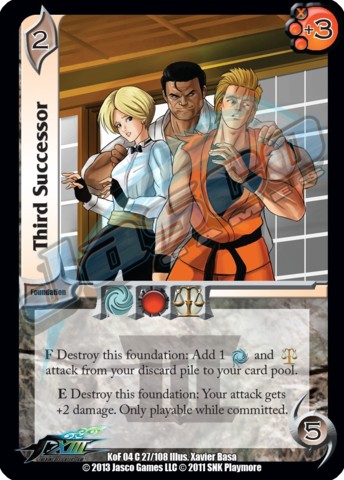 2
+3
Third Successor
Foundation
F Destroy this foundation: Add 1 and
attack from your discard pile to your card pool.
E Destroy this foundation: Your attack gets
+2 damage. Only playable while committed.
5
XIII
KoF 04 C 27/108 Illus. Xavier Basa
© 2013 Jasco Games LLC © 2011 SNK Playmore